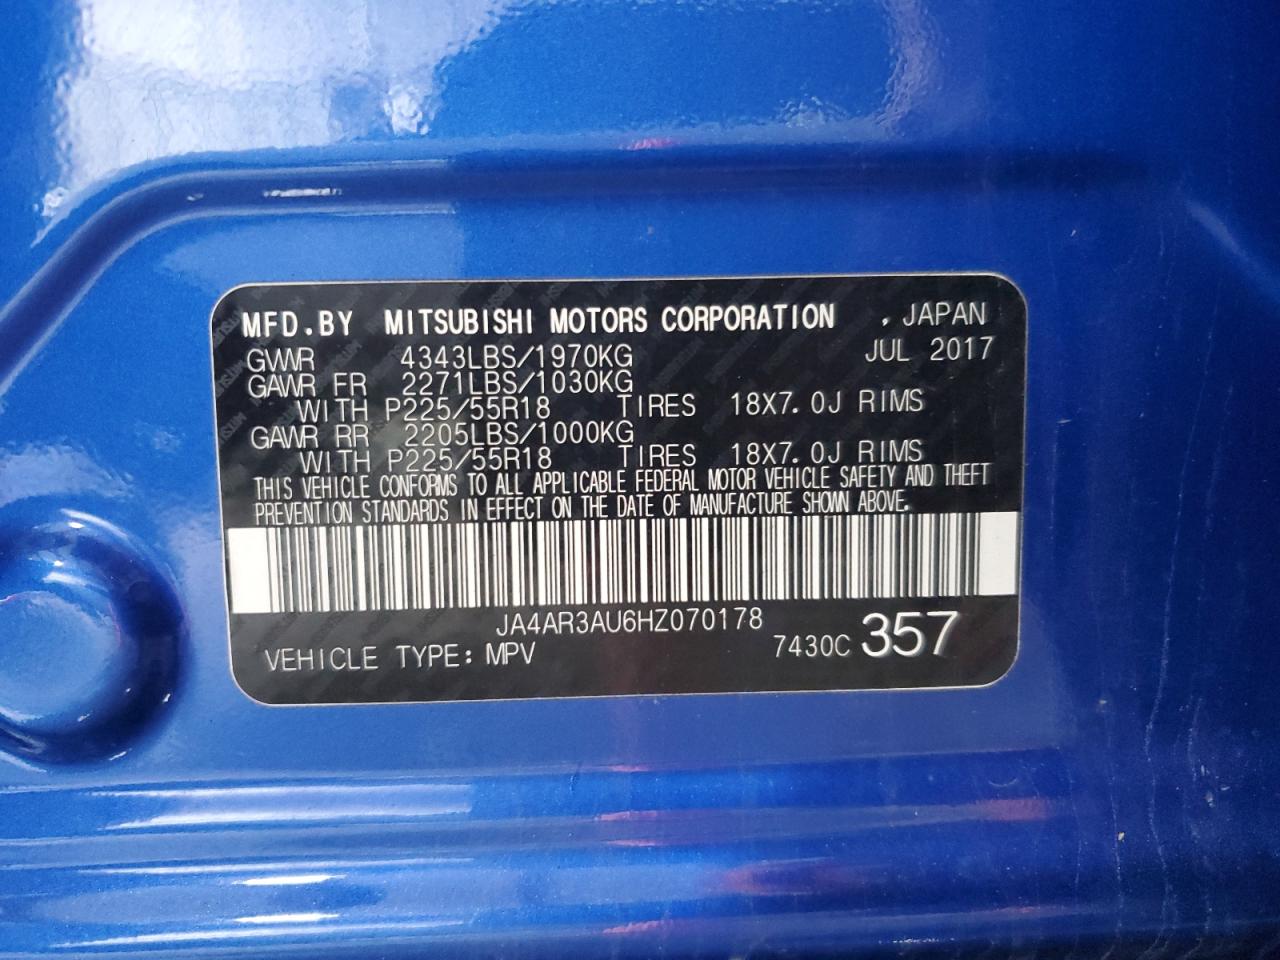 MFD.BY MITSUBISHI MOTORS CORPORATION , JAPAN
GVWR 4343LBS/1970KG JUL 2017
GAWR FR 2271LBS/1030KG
WITH P225/55R18 TIRES 18X7.0J RIMS
GAWR RR 2205LBS/1000KG
WITH P225/55R18 TIRES 18X7.0J RIMS
THIS VEHICLE CONFORMS TO ALL APPLICABLE FEDERAL MOTOR VEHICLE SAFETY AND THEFT
PREVENTION STANDARDS IN EFFECT ON THE DATE OF MANUFACTURE SHOWN ABOVE.
JA4AR3AU6HZ070178
VEHICLE TYPE: MPV 7430C 357